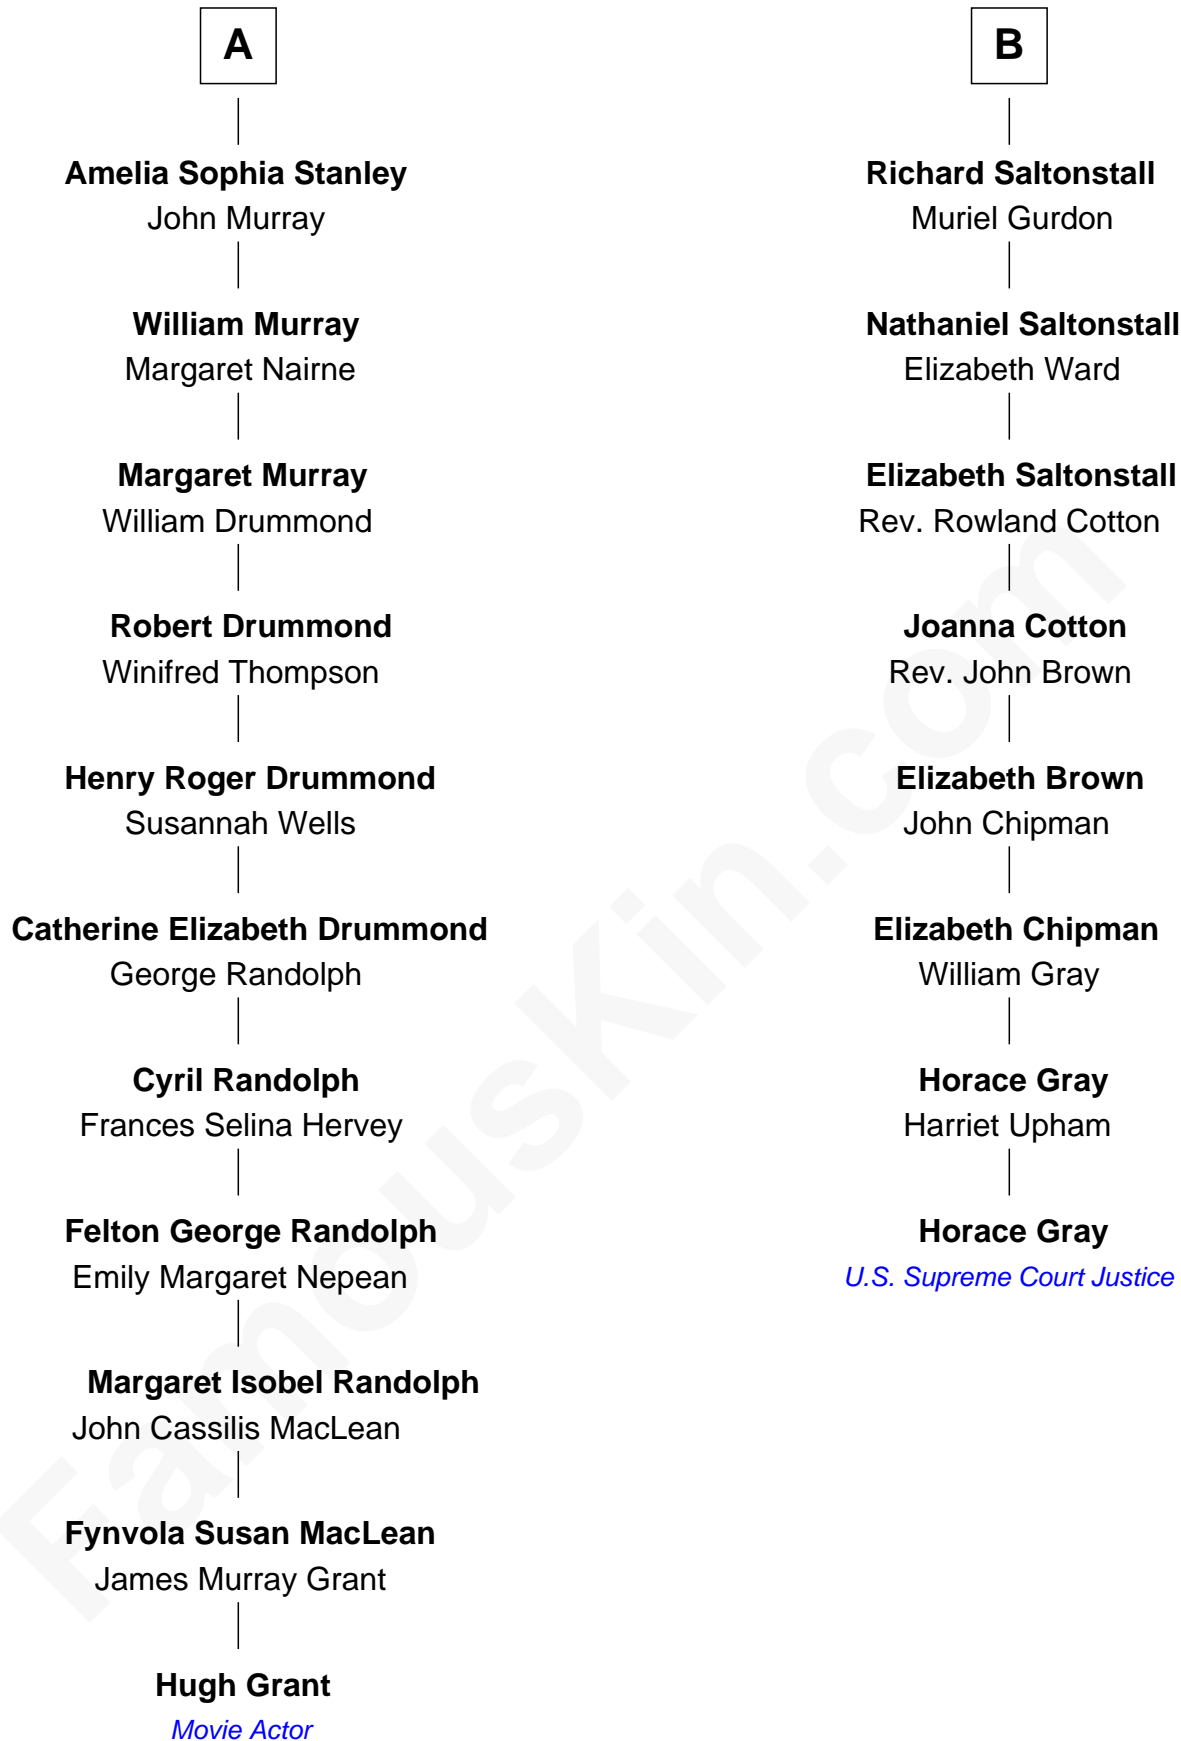 A
Amelia Sophia Stanley
John Murray
William Murray
Margaret Nairne
Margaret Murray
William Drummond
Robert Drummond
Winifred Thompson
Henry Roger Drummond
Susannah Wells
Catherine Elizabeth Drummond
George Randolph
Cyril Randolph
Frances Selina Hervey
Felton George Randolph
Emily Margaret Nepean
Margaret Isobel Randolph
John Cassilis MacLean
Fynvola Susan MacLean
James Murray Grant
Hugh Grant
Movie Actor
B
Richard Saltonstall
Muriel Gurdon
Nathaniel Saltonstall
Elizabeth Ward
Elizabeth Saltonstall
Rev. Rowland Cotton
Joanna Cotton
Rev. John Brown
Elizabeth Brown
John Chipman
Elizabeth Chipman
William Gray
Horace Gray
Harriet Upham
Horace Gray
U.S. Supreme Court Justice
FamousKin.com